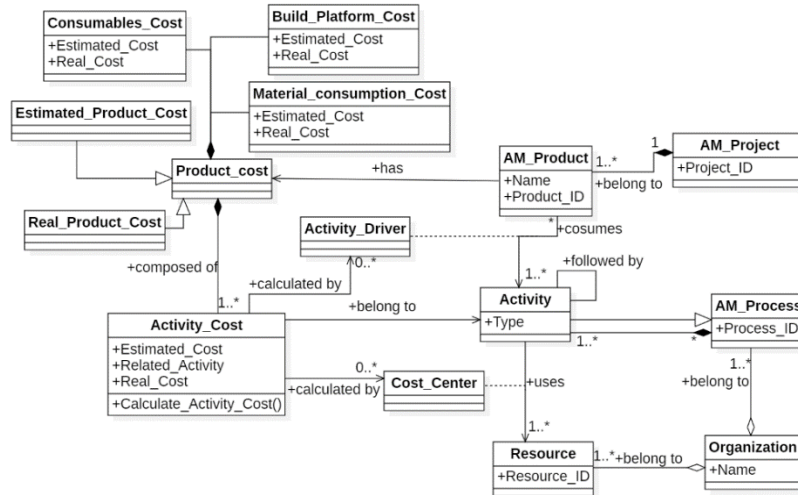 Consumables_Cost
+Estimated_Cost
+Real_Cost
Build_Platform_Cost
+Estimated_Cost
+Real_Cost
Estimated_Product_Cost
Material_consumption_Cost
+Estimated_Cost
+Real_Cost
Product_cost
+has
AM_Product
+Name
+Product_ID
1..*
+belong to
1
AM_Project
+Project_ID
Real_Product_Cost
Activity_Driver
*
+cosumes
+composed of
1..*
+calculated by
0..*
+belong to
1..*
+followed by
Activity
+Type
1..*
*
AM_Process
+Process_ID
Activity_Cost
+Estimated_Cost
+Related_Activity
+Real_Cost
+Calculate_Activity_Cost()
0..*
+calculated by
Cost_Center
+uses
1..*
1..*
+belong to
Resource
+Resource_ID
1..*
+belong to
Organization
+Name